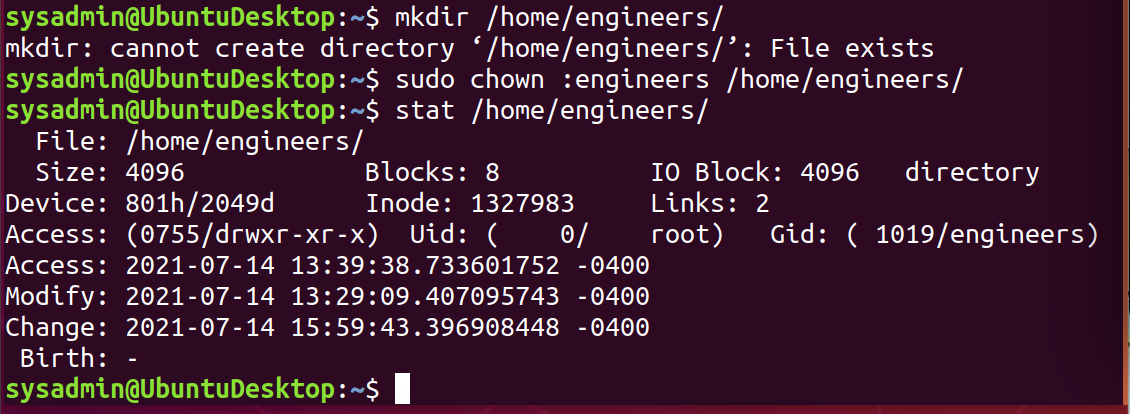 sysadmin@UbuntuDesktop:~$ mkdir /home/engineers/
mkdir: cannot create directory ‘/home/engineers/’: File exists
sysadmin@UbuntuDesktop:~$ sudo chown :engineers /home/engineers/
sysadmin@UbuntuDesktop:~$ stat /home/engineers/
  File: /home/engineers/
  Size: 4096            Blocks: 8          IO Block: 4096   directory
Device: 801h/2049d      Inode: 1327983     Links: 2
Access: (0755/drwxr-xr-x)  Uid: (    0/    root)   Gid: ( 1019/engineers)
Access: 2021-07-14 13:39:38.733601752 -0400
Modify: 2021-07-14 13:29:09.407095743 -0400
Change: 2021-07-14 15:59:43.396908448 -0400
 Birth: -
sysadmin@UbuntuDesktop:~$